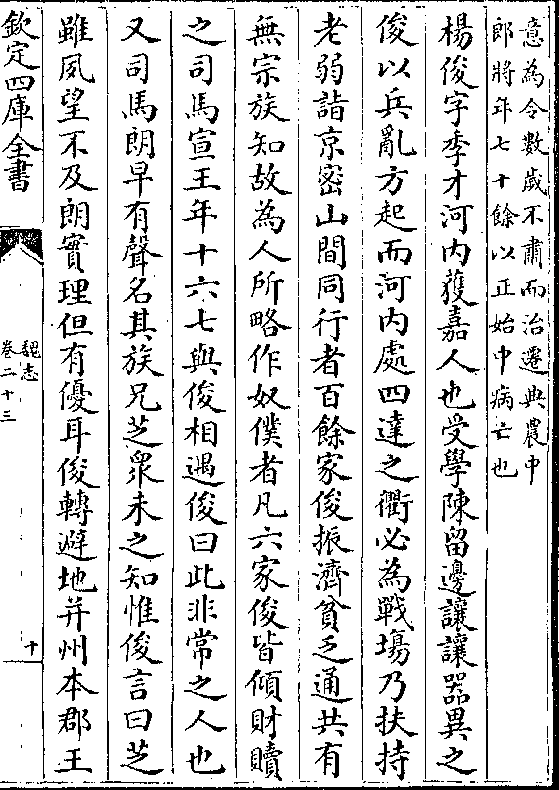 意為令數歲不肅而治遷典農中
郎將年七十餘以正始中病亡也
楊俊字季才河内獲嘉人也受學陳留邊讓讓器異之
俊以兵亂方起而河内處四達之衢必為戰場乃扶持
老弱詣京密山間同行者百餘家俊振濟貧乏通共有
無宗族知故為人所略作奴僕者凡六家俊皆傾財贖
之司馬宣王年十六七與俊相遇俊曰此非常之人也
又司馬朗早有聲名其族兄芝衆未之知惟俊言曰芝
雖夙望不及朗實理但有優耳俊轉避地并州本郡王
欽定四庫全書
魏志
卷二十三
十